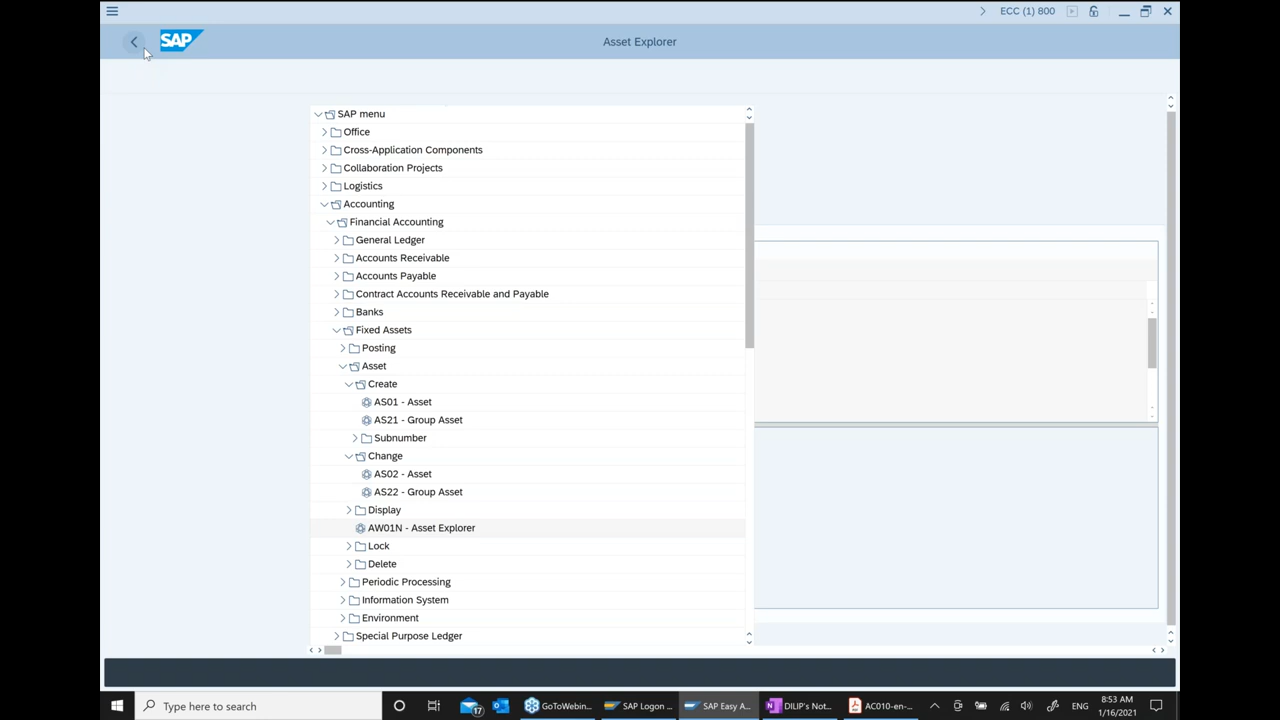 ECC (1) 800
SAP
Asset Explorer
SAP menu
Office
Cross-Application Components
Collaboration Projects
Logistics
Accounting
Financial Accounting
General Ledger
Accounts Receivable
Accounts Payable
Contract Accounts Receivable and Payable
Banks
Fixed Assets
Posting
Asset
Create
AS01 - Asset
AS21 - Group Asset
Subnumber
Change
AS02 - Asset
AS22 - Group Asset
Display
AW01N - Asset Explorer
Lock
Delete
Periodic Processing
Information System
Environment
Special Purpose Ledger
Type here to search
17
GoToWebin...
SAP Logon ...
SAP Easy A...
DILIP's Not...
AC010-en-...
ENG
8:53 AM
1/16/2021